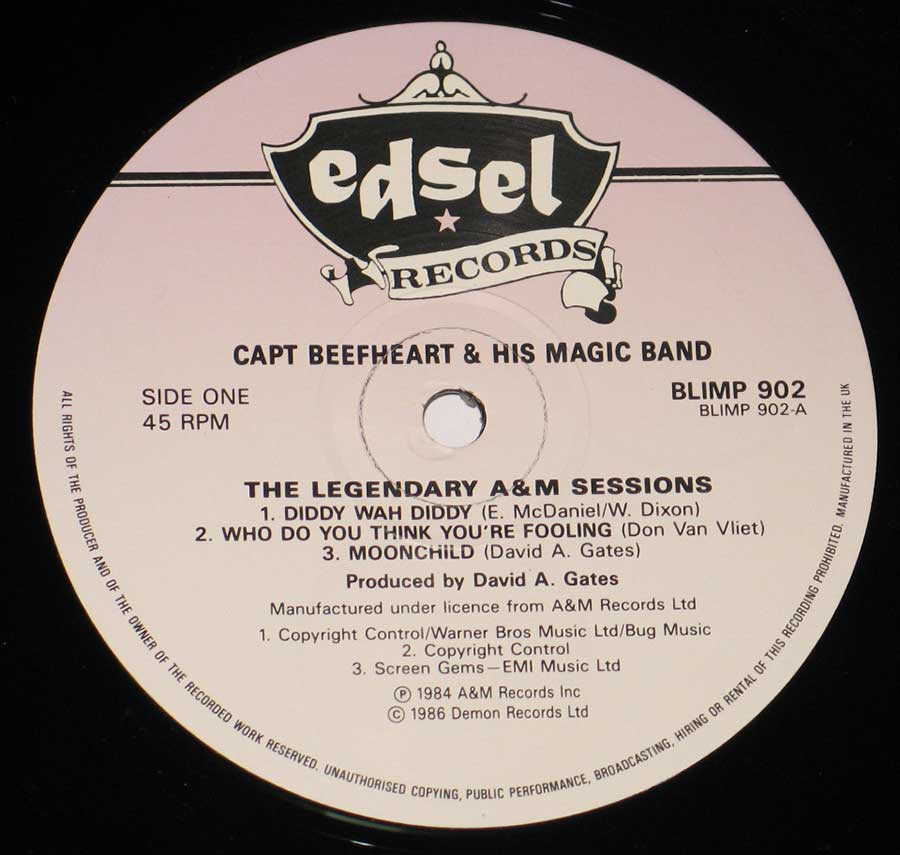 edsel
RECORDS
CAPT BEEFHEART & HIS MAGIC BAND
SIDE ONE
45 RPM
BLIMP 902
BLIMP 902-A
THE LEGENDARY A&M SESSIONS
1. DIDDY WAH DIDDY (E. McDaniel/W. Dixon)
2. WHO DO YOU THINK YOU'RE FOOLING (Don Van Vliet)
3. MOONCHILD (David A. Gates)
Produced by David A. Gates
Manufactured under licence from A&M Records Ltd
1. Copyright Control/Warner Bros Music Ltd/Bug Music
2. Copyright Control
3. Screen Gems—EMI Music Ltd
Ⓟ 1984 A&M Records Inc
© 1986 Demon Records Ltd
ALL RIGHTS OF THE PRODUCER AND OF THE OWNER OF THE RECORDED WORK RESERVED. UNAUTHORISED COPYING, PUBLIC PERFORMANCE, BROADCASTING, HIRING OR RENTAL OF THIS RECORDING PROHIBITED. MANUFACTURED IN THE UK